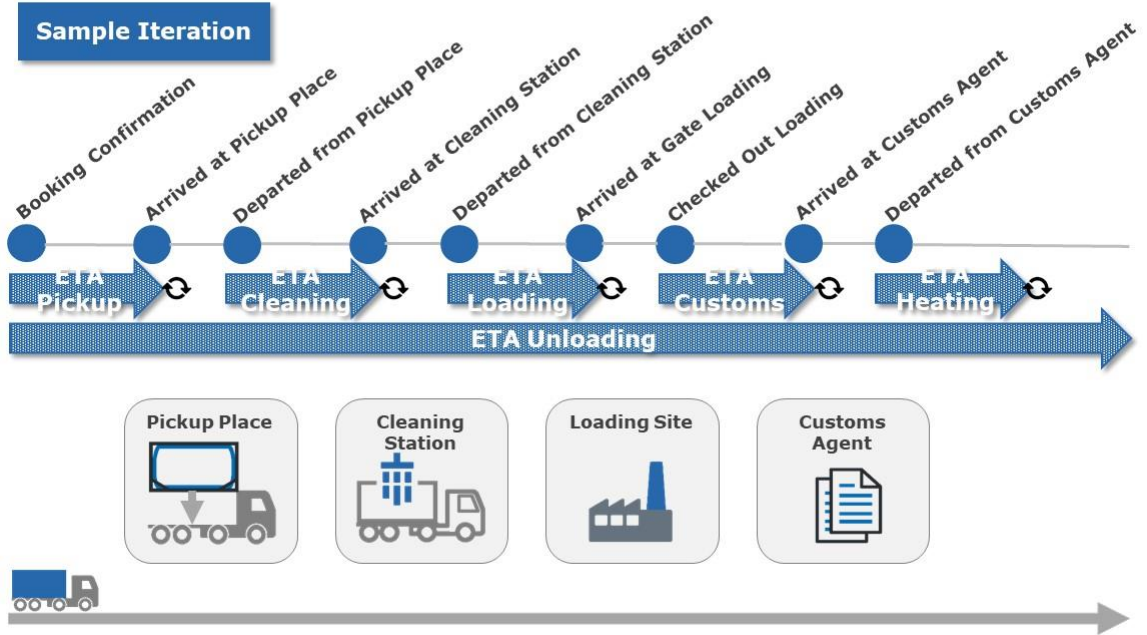 Sample Iteration
Booking Confirmation
Arrived at Pickup Place
Departed from Pickup Place
Arrived at Cleaning Station
Departed from Cleaning Station
Arrived at Gate Loading
Checked Out Loading
Arrived at Customs Agent
Departed from Customs Agent
ETA
Pickup
ETA
Cleaning
ETA
Loading
ETA
Customs
ETA
Heating
ETA Unloading
Pickup Place
Cleaning
Station
Loading Site
Customs
Agent